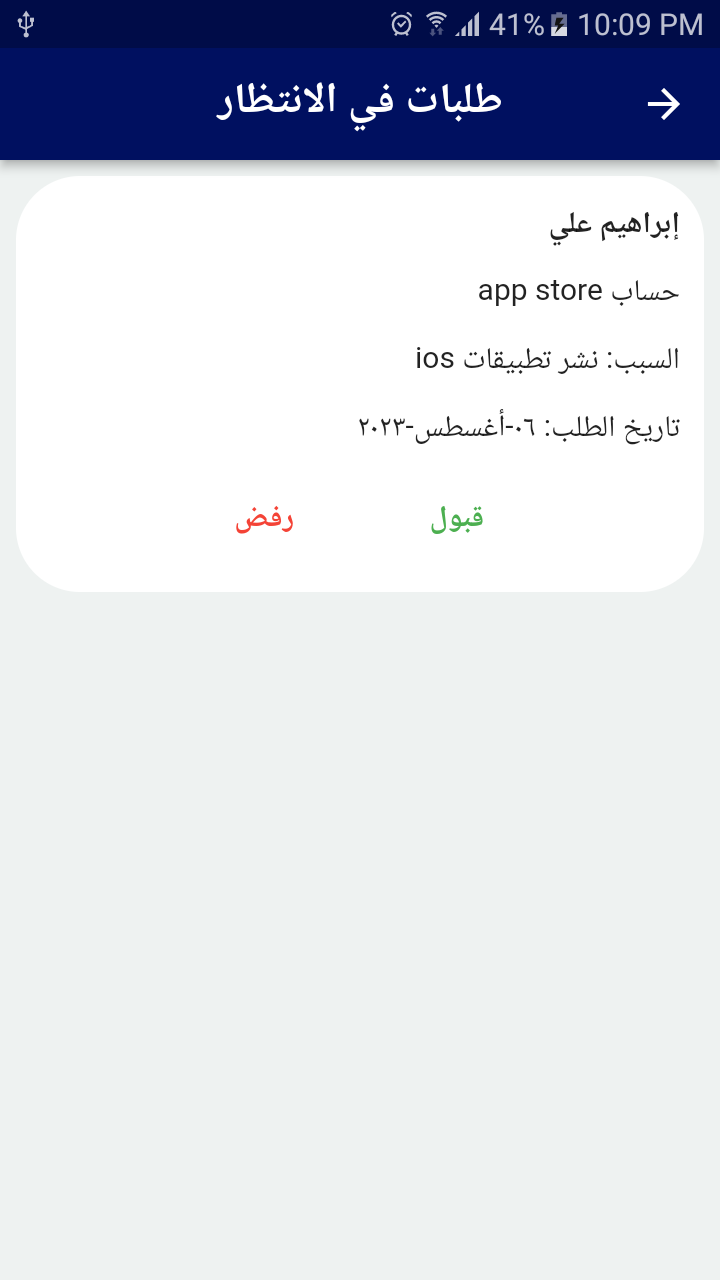 41% 10:09 PM
طلبات في الانتظار
إبراهيم علي
حساب app store
السبب: نشر تطبيقات ios
تاريخ الطلب: ٠٦-أغسطس-٢٠٢٣
قبول رفض